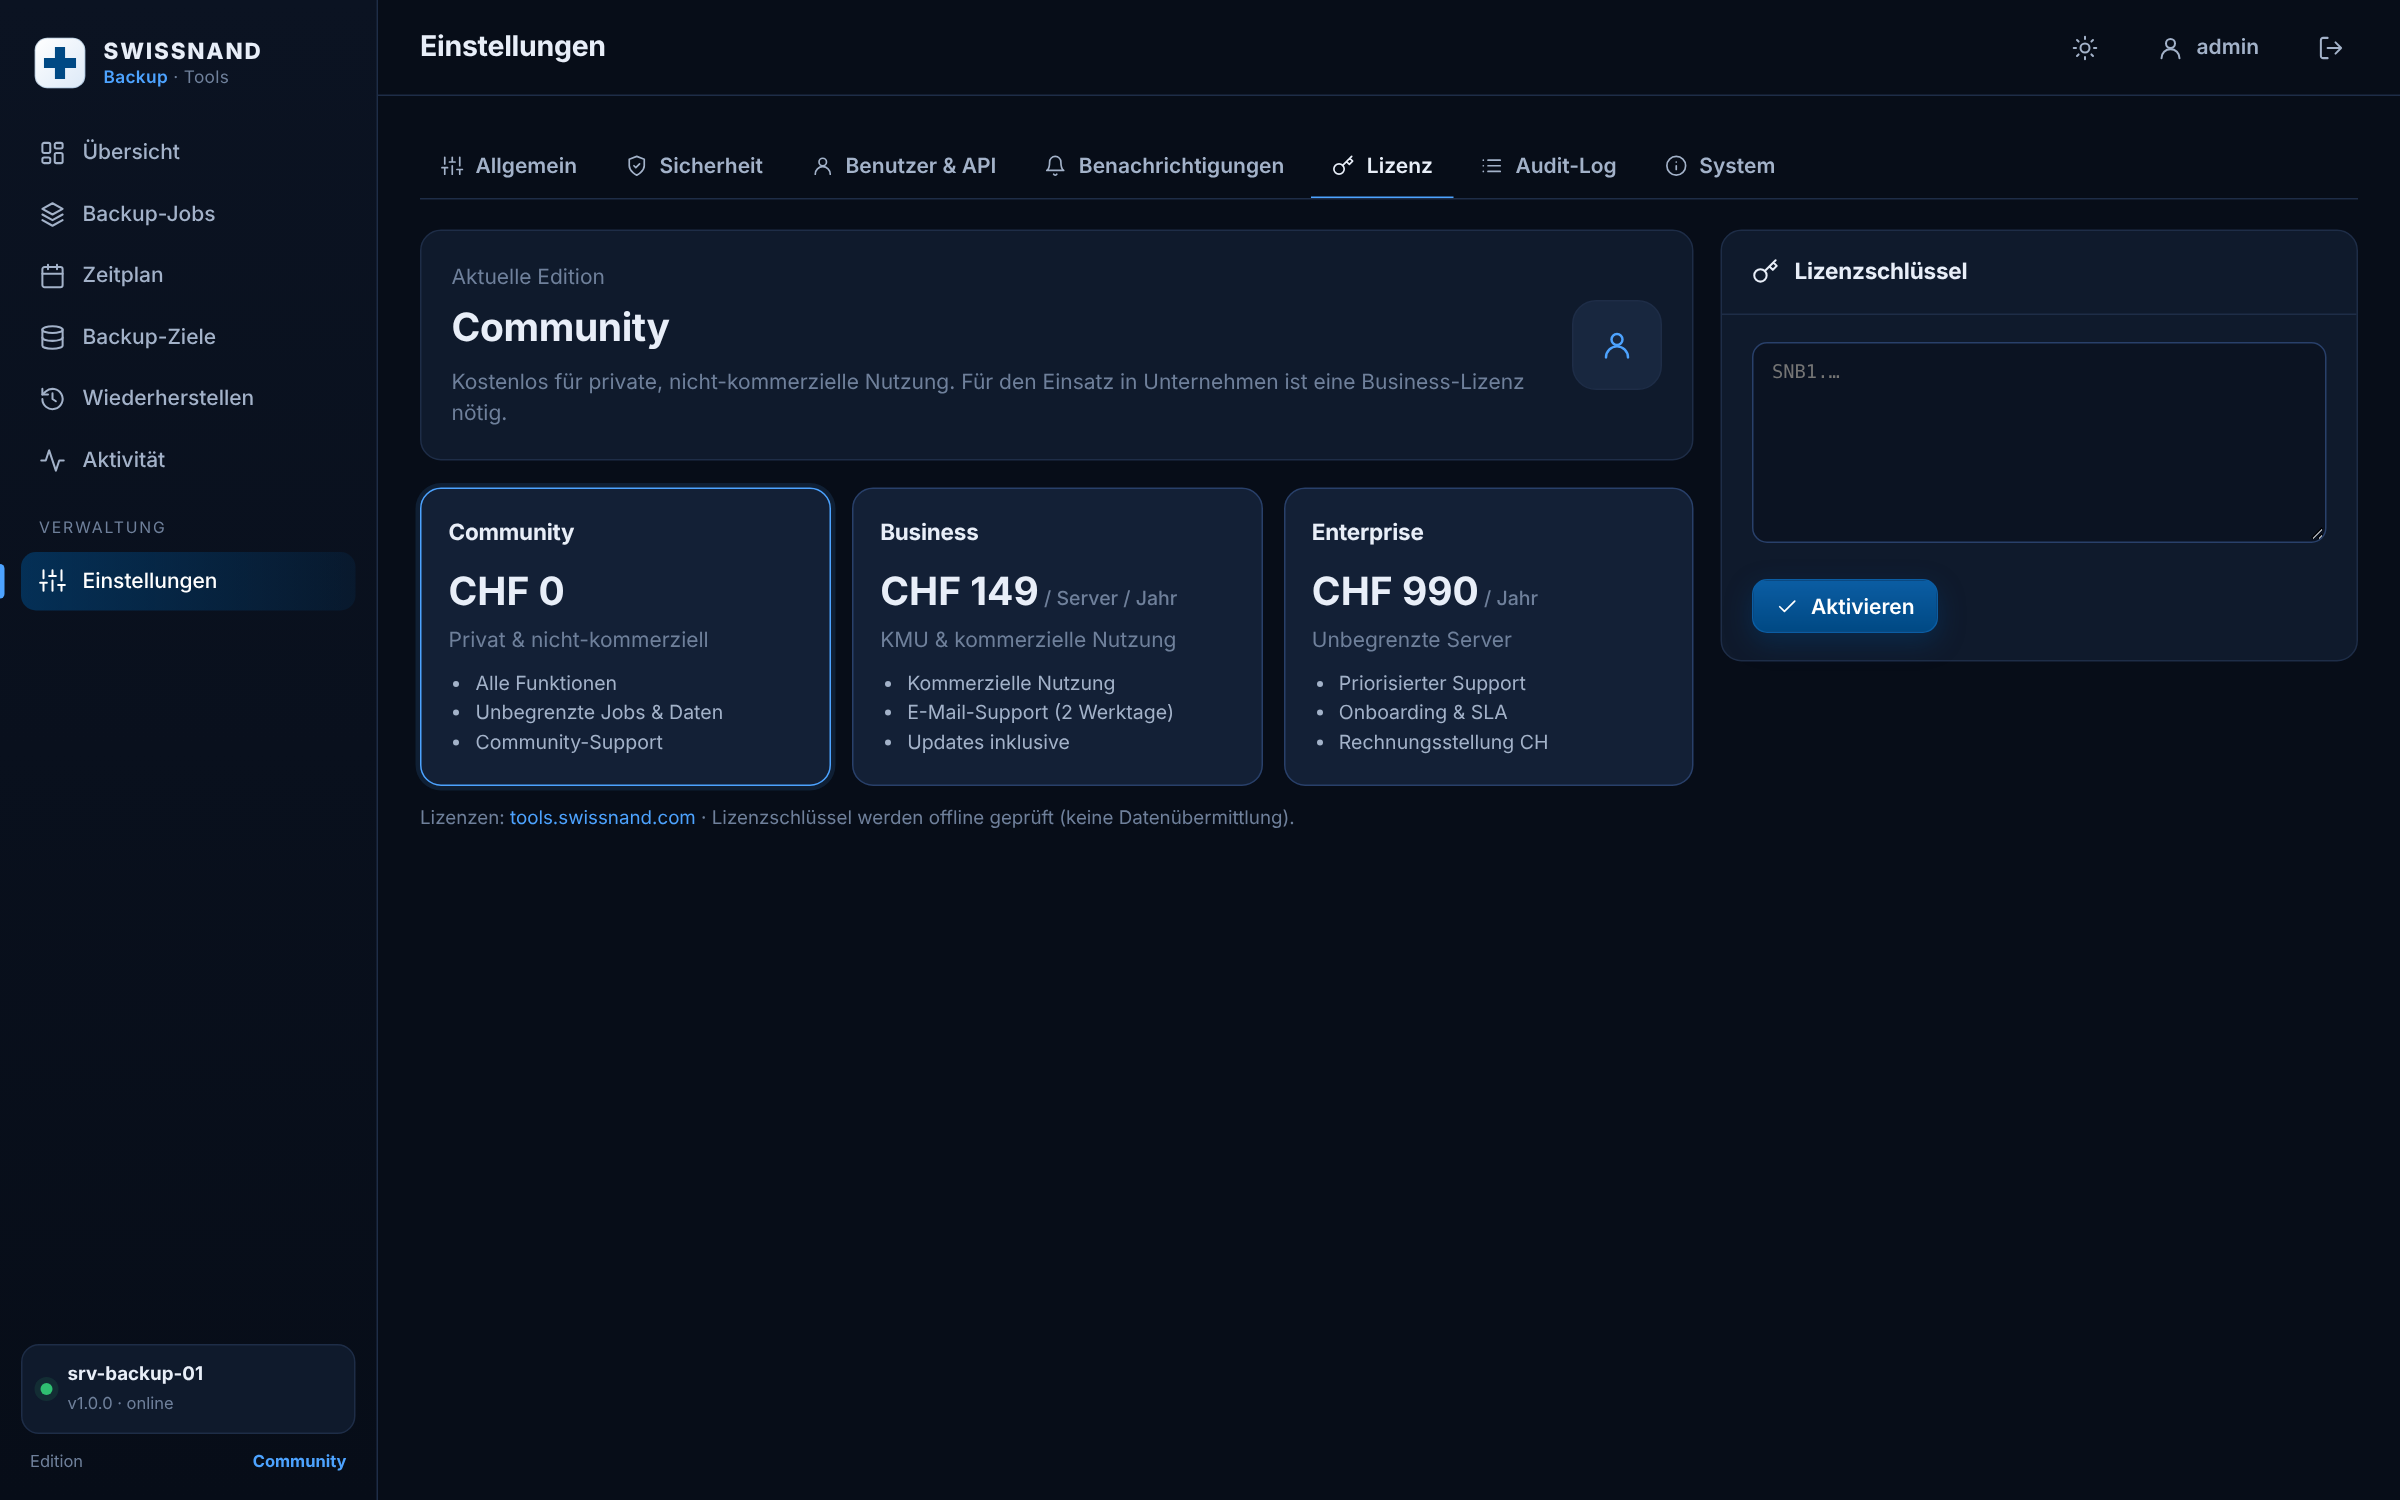 SWISSNAND
Backup · Tools
Übersicht
Backup-Jobs
Zeitplan
Backup-Ziele
Wiederherstellen
Aktivität
VERWALTUNG
Einstellungen
srv-backup-01
v1.0.0 · online
Edition Community
Einstellungen
admin
Allgemein Sicherheit Benutzer & API Benachrichtigungen Lizenz Audit-Log System
Aktuelle Edition
Community
Kostenlos für private, nicht-kommerzielle Nutzung. Für den Einsatz in Unternehmen ist eine Business-Lizenz
nötig.
Community
CHF 0
Privat & nicht-kommerziell
• Alle Funktionen
• Unbegrenzte Jobs & Daten
• Community-Support
Business
CHF 149 / Server / Jahr
KMU & kommerzielle Nutzung
• Kommerzielle Nutzung
• E-Mail-Support (2 Werktage)
• Updates inklusive
Enterprise
CHF 990 / Jahr
Unbegrenzte Server
• Priorisierter Support
• Onboarding & SLA
• Rechnungsstellung CH
Lizenzen: tools.swissnand.com · Lizenzschlüssel werden offline geprüft (keine Datenübermittlung).
Lizenzschlüssel
SNB1.…
Aktivieren